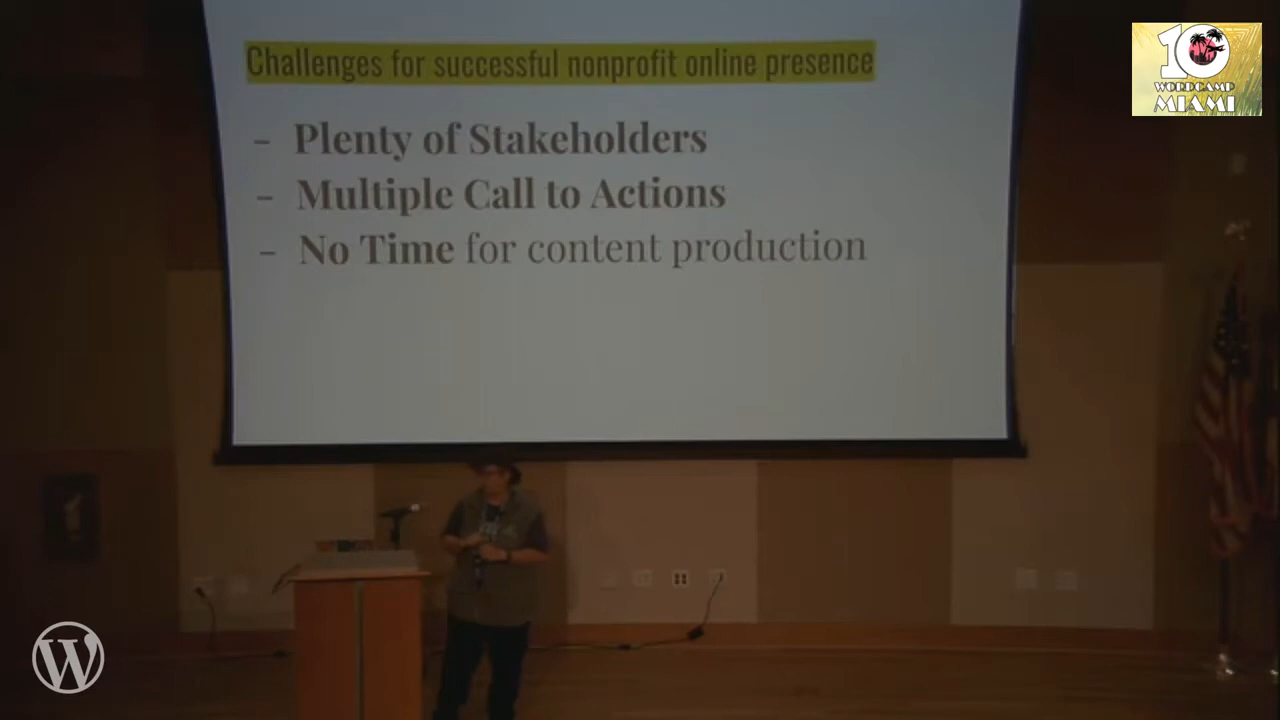 Challenges for successful nonprofit online presence
- Plenty of Stakeholders
- Multiple Call to Actions
- No Time for content production
10
WORDCAMP
MIAMI